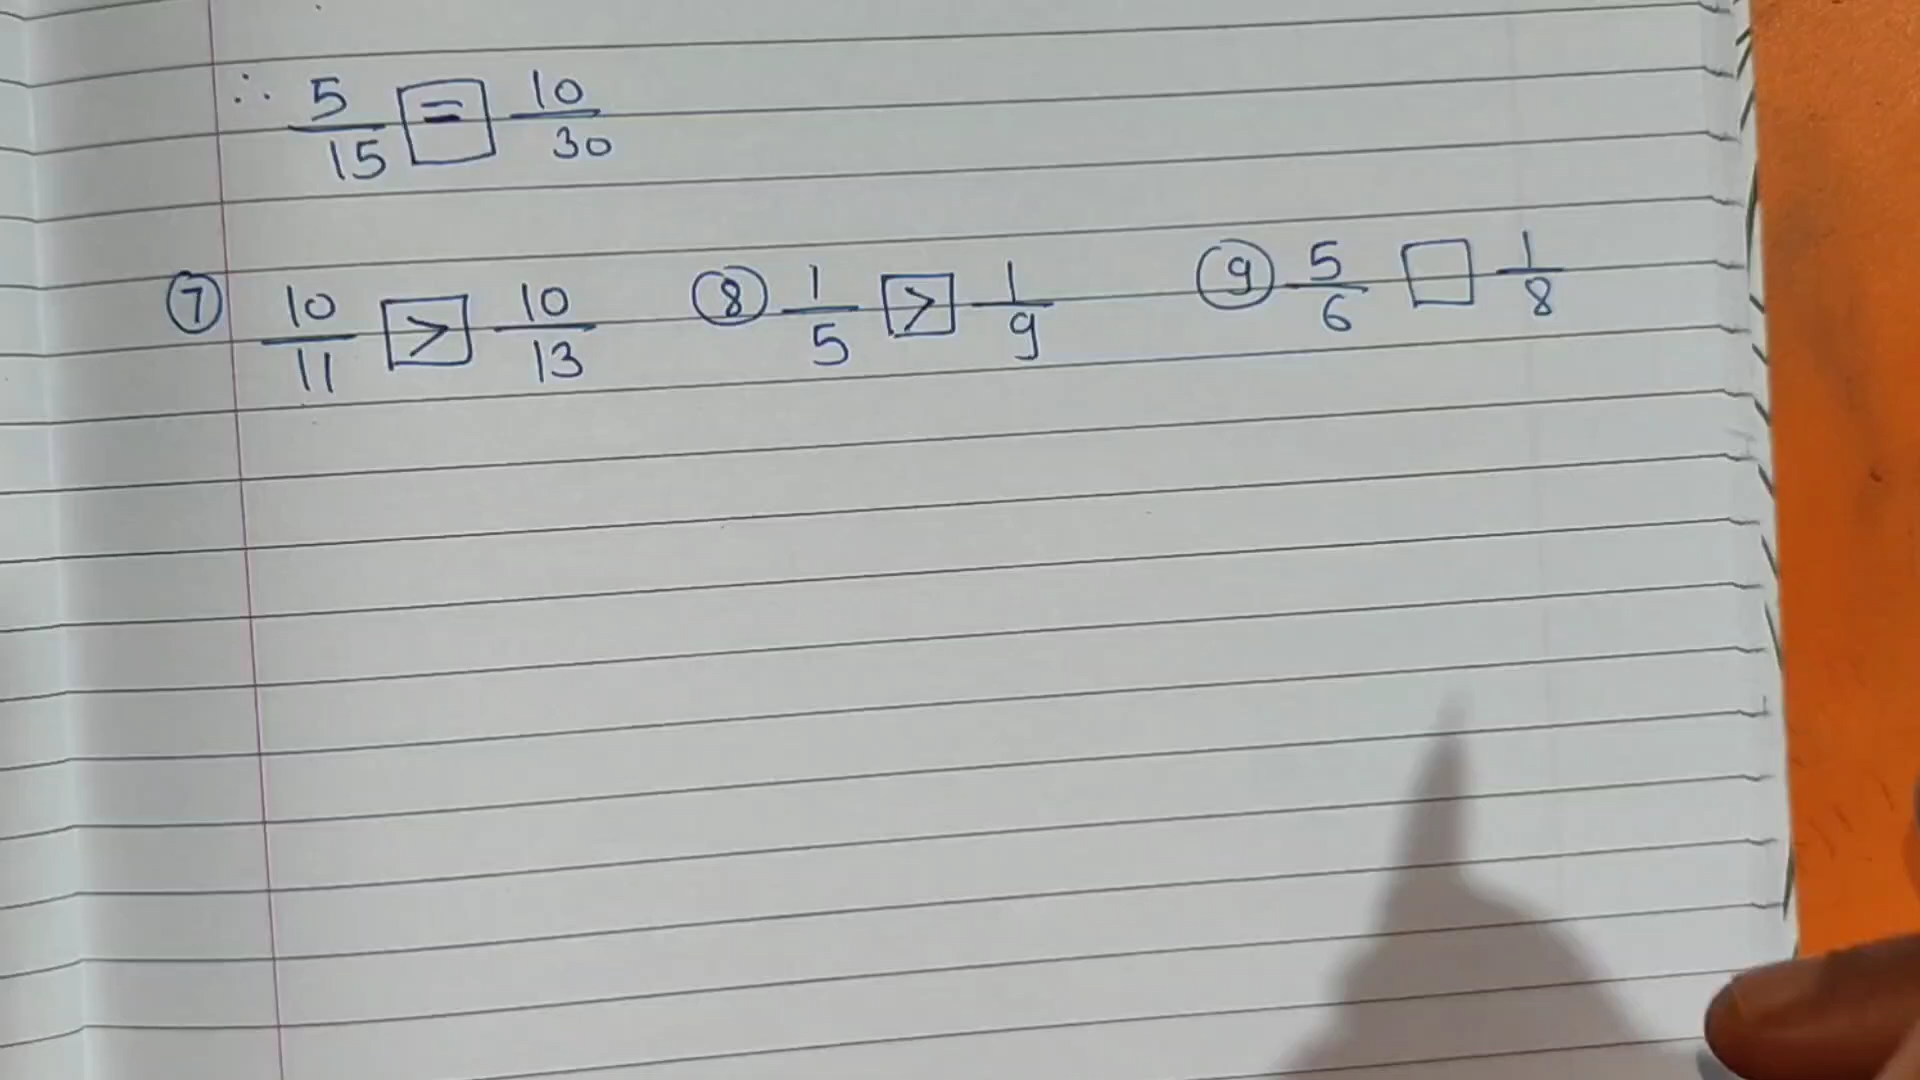 ∴ 5/15 = 10/30
⑦ 10/11 > 10/13 ⑧ 1/5 > 1/9 ⑨ 5/6 □ 1/8